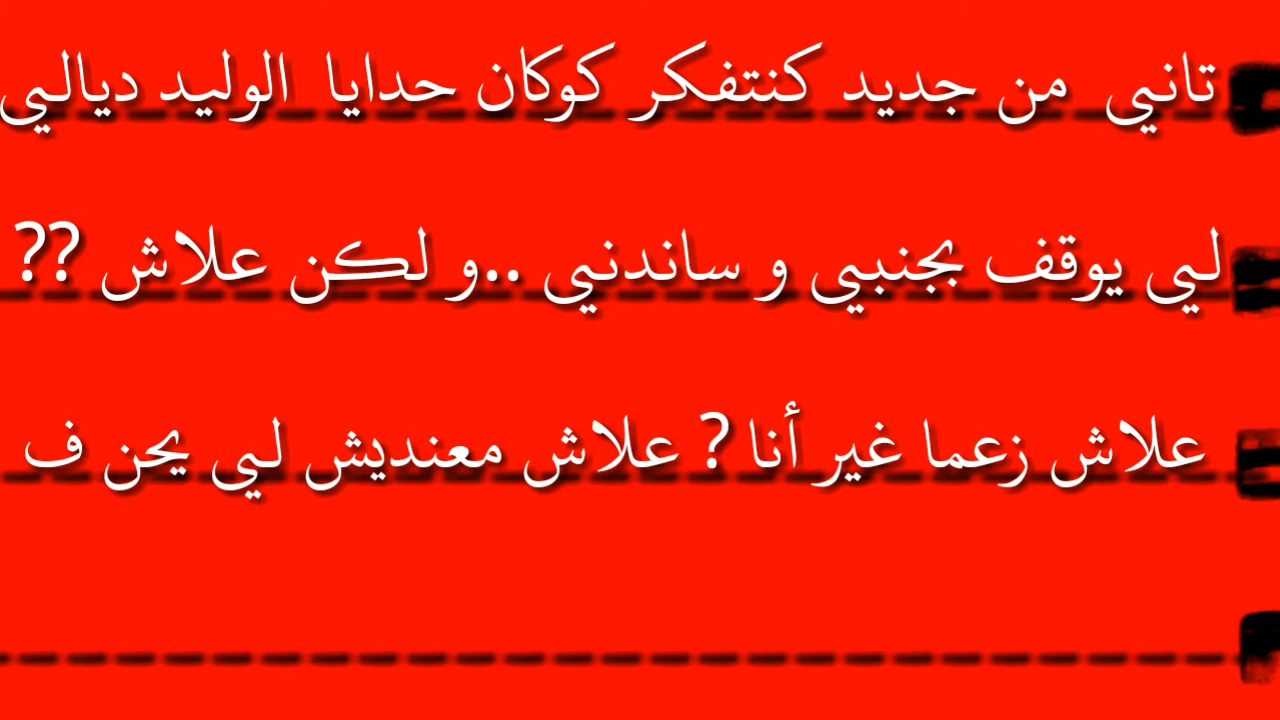 تاني من جديد كنتفكر كوكان حدايا الوليد ديالي
لي يوقف بجنبي و ساندني ..و لكن علاش ??
علاش زعما غير أنا ? علاش معنديش لي يحن ف